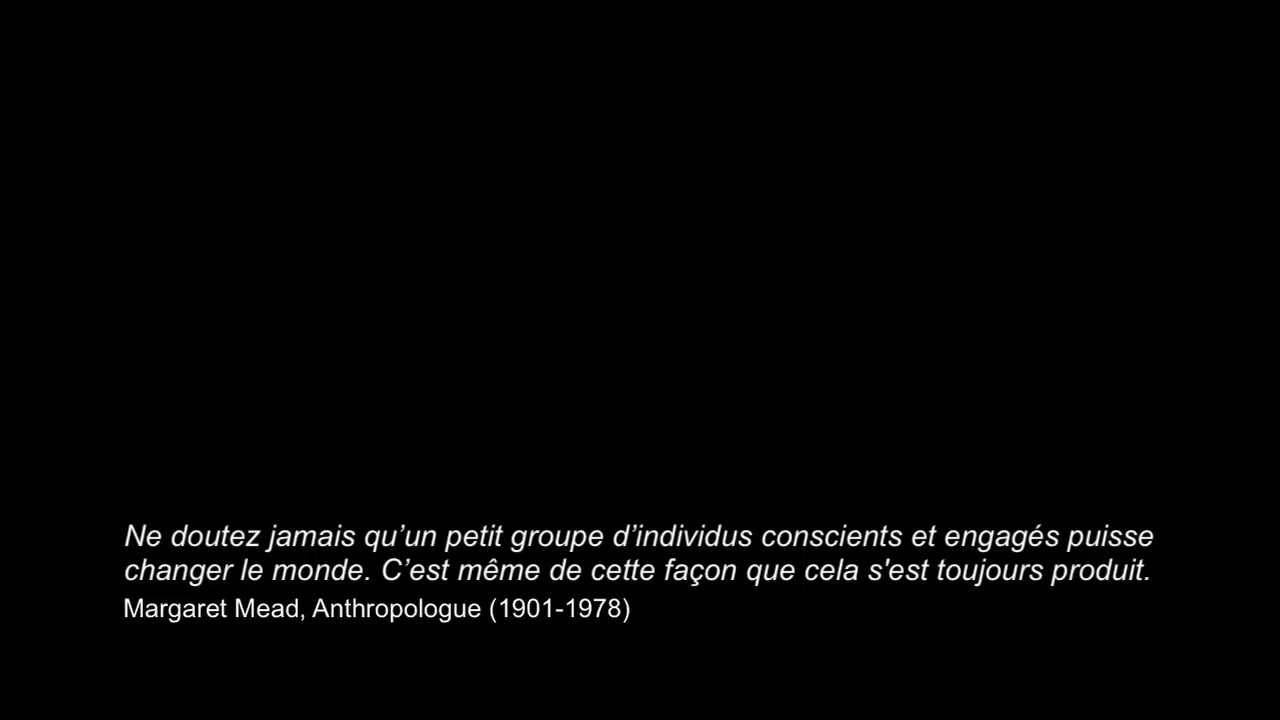 Ne doutez jamais qu’un petit groupe d’individus conscients et engagés puisse
changer le monde. C’est même de cette façon que cela s'est toujours produit.
Margaret Mead, Anthropologue (1901-1978)